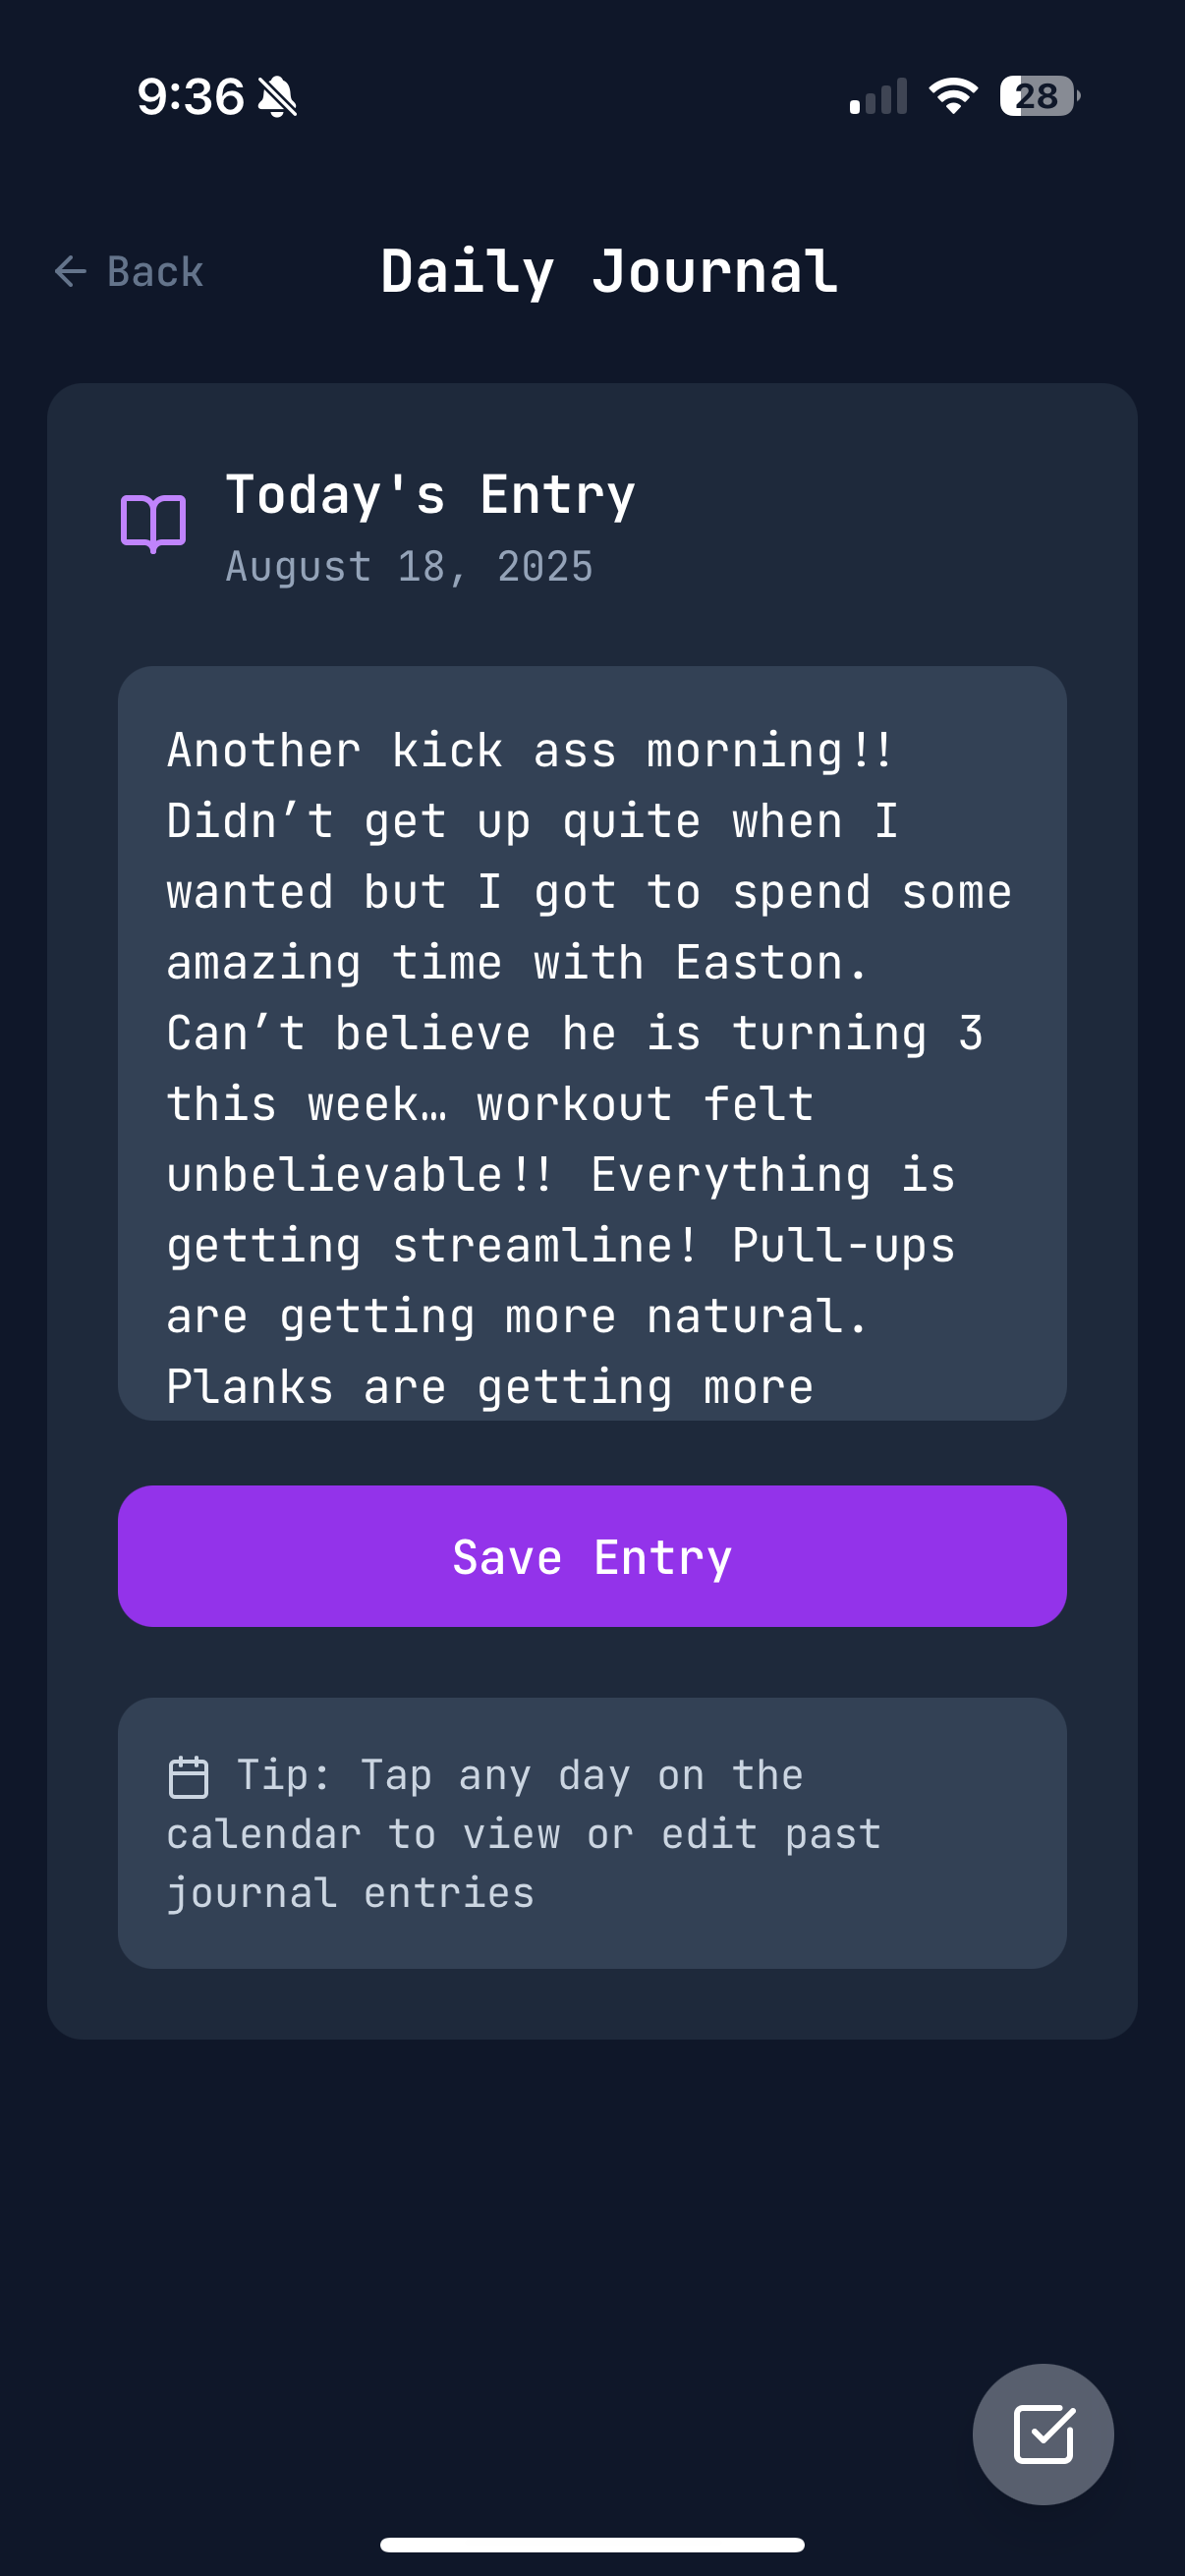 9:36
28
Back
Daily Journal
Today's Entry
August 18, 2025
Another kick ass morning!!
Didn’t get up quite when I
wanted but I got to spend some
amazing time with Easton.
Can’t believe he is turning 3
this week… workout felt
unbelievable!! Everything is
getting streamline! Pull-ups
are getting more natural.
Planks are getting more
Save Entry
Tip: Tap any day on the
calendar to view or edit past
journal entries